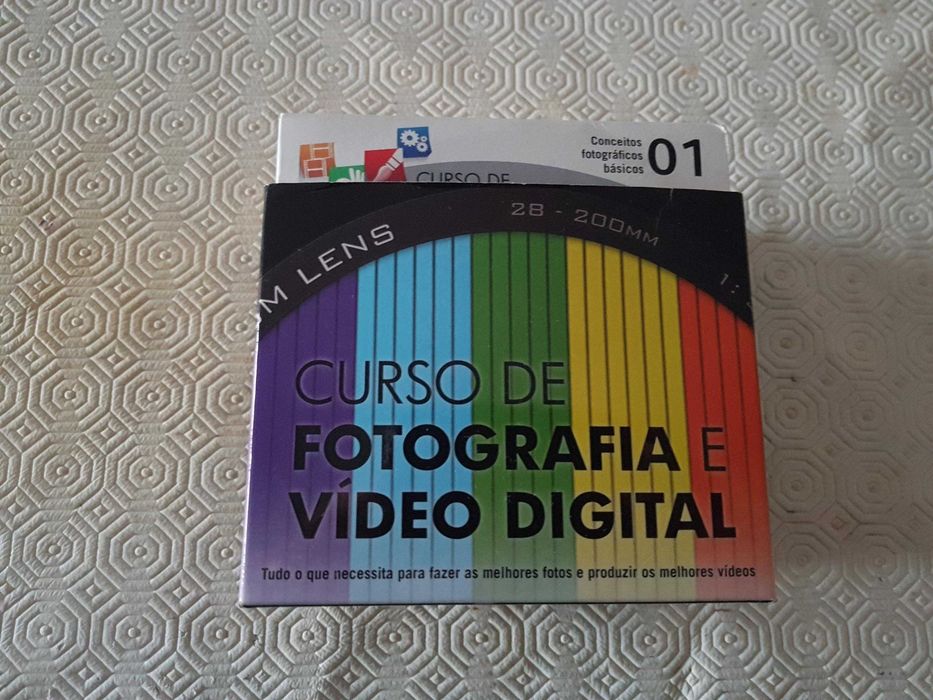 Conceitos
fotográficos
básicos
01
CURSO DE
28 - 200MM
LENS
1:
CURSO DE
FOTOGRAFIA E
VÍDEO DIGITAL
Tudo o que necessita para fazer as melhores fotos e produzir os melhores vídeos